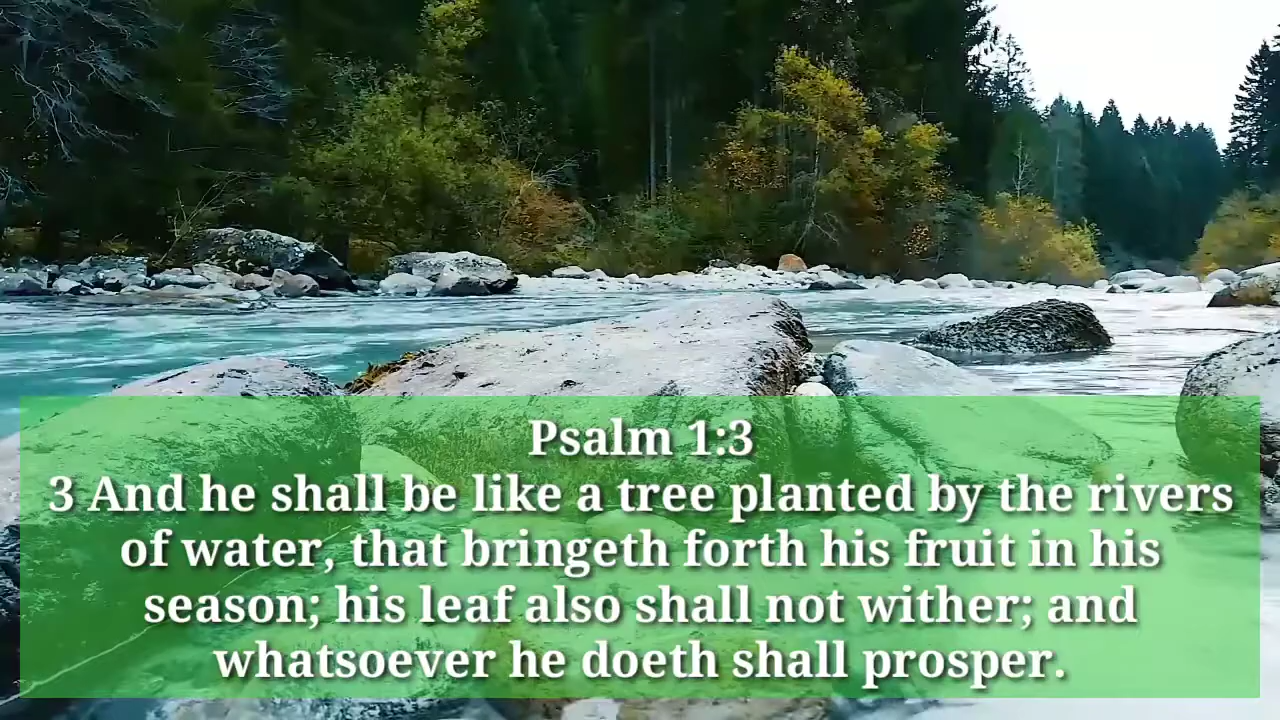 Psalm 1:3
3 And he shall be like a tree planted by the rivers
of water, that bringeth forth his fruit in his
season; his leaf also shall not wither; and
whatsoever he doeth shall prosper.